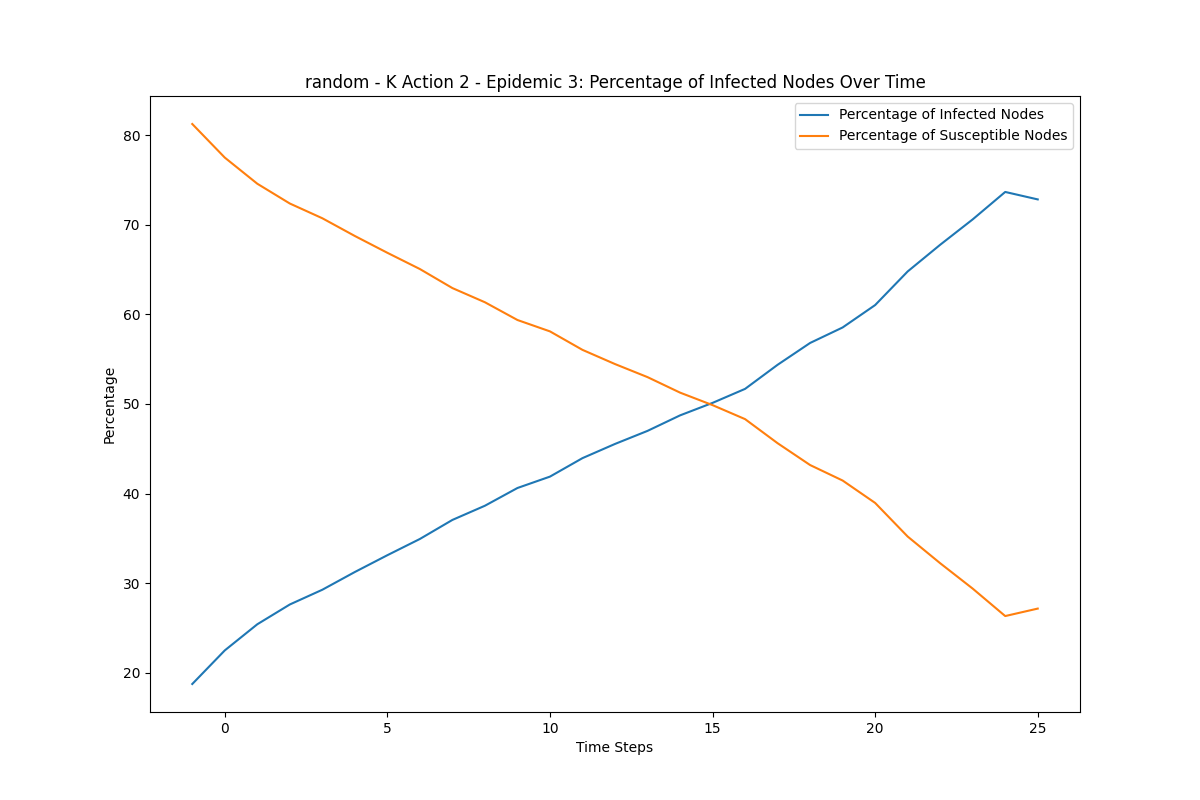 random - K Action 2 - Epidemic 3: Percentage of Infected Nodes Over Time
Percentage of Infected Nodes
Percentage of Susceptible Nodes
80
70
60
50
40
30
20
Percentage
0 5 10 15 20 25
Time Steps